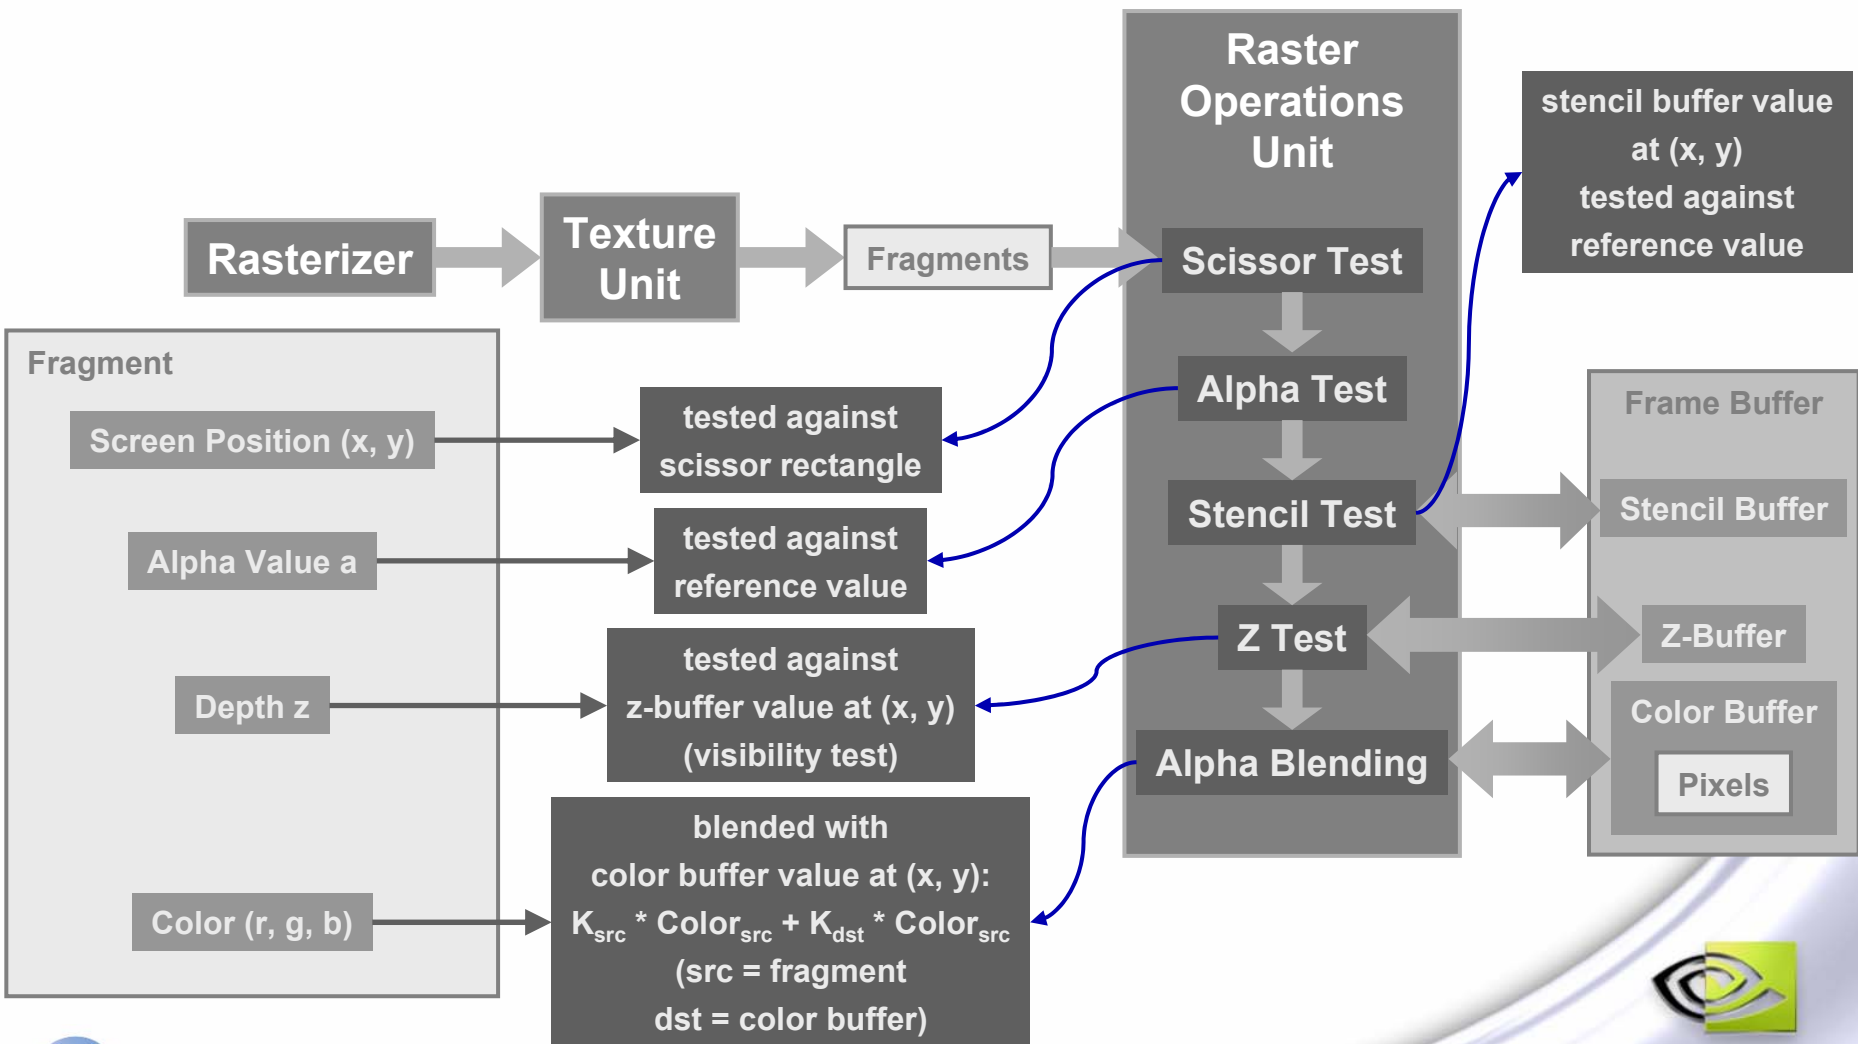 Raster
Operations
Unit
stencil buffer value
at (x, y)
tested against
reference value
Rasterizer
Texture
Unit
Fragments
Scissor Test
Fragment
Screen Position (x, y)
tested against
scissor rectangle
Alpha Test
Frame Buffer
Alpha Value a
tested against
reference value
Stencil Test
Stencil Buffer
Depth z
tested against
z-buffer value at (x, y)
(visibility test)
Z Test
Z-Buffer
Color Buffer
Pixels
Alpha Blending
Color (r, g, b)
blended with
color buffer value at (x, y):
Ksrc * Colorsrc + Kdst * Colorsrc
(src = fragment
dst = color buffer)